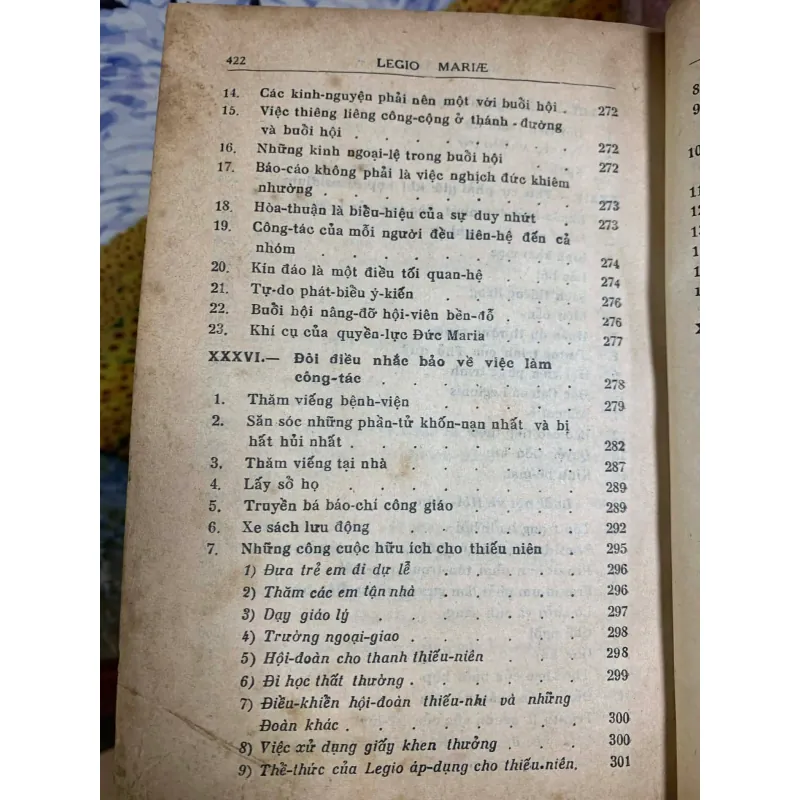 422 LEGIO MARIÆ
14. Các kinh-nguyện phải nên một với buổi hội . 272
15. Việc thiêng liêng công-cộng ở thánh-đường
và buổi hội . . . . . . . . 272
16. Những kinh ngoại-lệ trong buổi hội . . 272
17. Báo-cáo không phải là việc nghịch đức khiêm
nhường . . . . . . . . . 273
18. Hòa-thuận là biểu-hiệu của sự duy nhứt . 273
19. Công-tác của mỗi người đều liên-hệ đến cả
nhóm . . . . . . . . . 274
20. Kín đáo là một điều tối quan-hệ . . . 274
21. Tự-do phát-biểu ý-kiến . . . . . 276
22. Buổi hội nâng-đỡ hội-viên bền-đỗ . . . 276
23. Khí cụ của quyền-lực Đức Maria . . . 277
XXXVI.— Đôi điều nhắc bảo về việc làm
công-tác . . . . . . . 278
1. Thăm viếng bệnh-viện . . . . . 279
2. Săn sóc những phần-tử khốn-nạn nhất và bị
hất hủi nhất . . . . . . . . 282
3. Thăm viếng tại nhà . . . . . . 287
4. Lấy sổ họ . . . . . . . . 289
5. Truyền bá báo-chí công giáo . . . . 289
6. Xe sách lưu động . . . . . . 292
7. Những công cuộc hữu ích cho thiếu niên . 295
1) Đưa trẻ em đi dự lễ . . . . . 296
2) Thăm các em tận nhà . . . . . 296
3) Dạy giáo lý . . . . . . . 297
4) Trường ngoại-giao . . . . . . 298
5) Hội-đoàn cho thanh thiếu-niên . . . 298
6) Đi học thất thường . . . . . . 299
7) Điều-khiển hội-đoàn thiếu-nhi và những
Đoàn khác . . . . . . . . 300
8) Việc xử dụng giấy khen thưởng . . . 300
9) Thể-thức của Legio áp-dụng cho thiếu-niên. 301
8
9
10
11
12
13